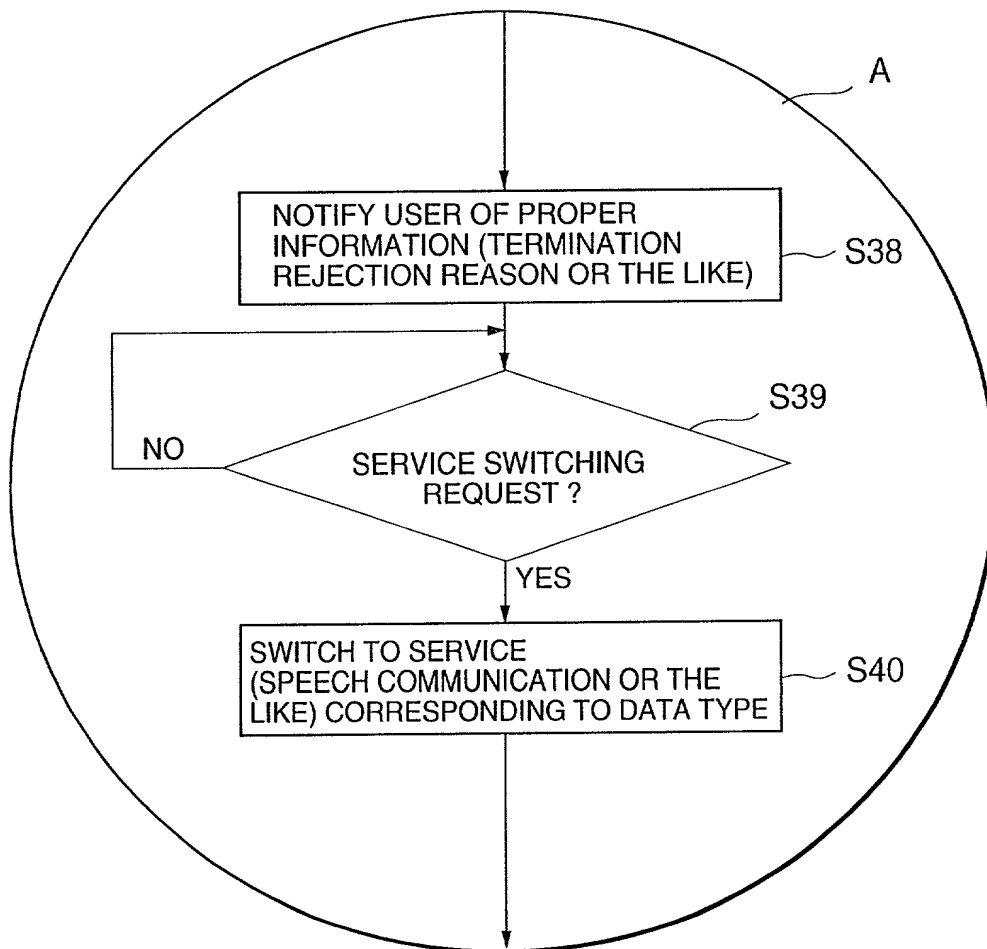 A
NOTIFY USER OF PROPER
INFORMATION (TERMINATION
REJECTION REASON OR THE LIKE)
S38
S39
NO
SERVICE SWITCHING
REQUEST ?
YES
SWITCH TO SERVICE
(SPEECH COMMUNICATION OR THE
LIKE) CORRESPONDING TO DATA TYPE
S40